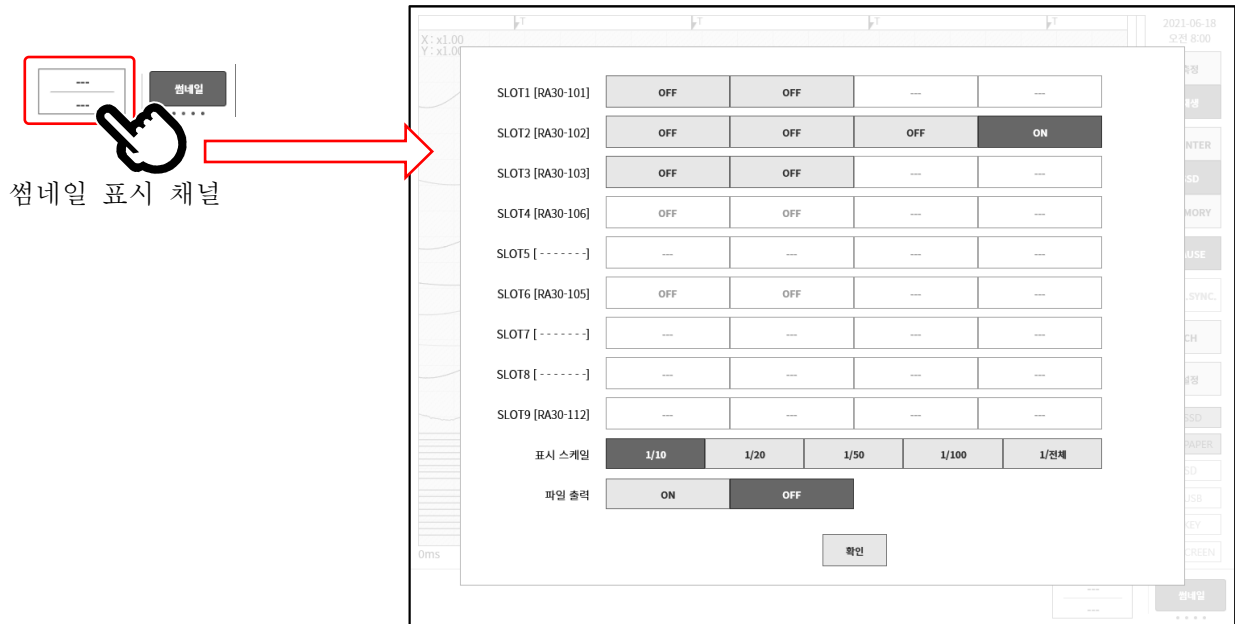 ---
---
썸네일
썸네일 표시 채널
T T T T
X: x1.00
Y: x1.00
2021-06-18
오전 8:00
SLOT1 [RA30-101] OFF OFF --- ---
SLOT2 [RA30-102] OFF OFF OFF ON
SLOT3 [RA30-103] OFF OFF --- ---
SLOT4 [RA30-106] OFF OFF --- ---
SLOT5 [ - - - - - - -] --- --- --- ---
SLOT6 [RA30-105] OFF OFF --- ---
SLOT7 [ - - - - - - -] --- --- --- ---
SLOT8 [ - - - - - - -] --- --- --- ---
SLOT9 [RA30-112] --- --- --- ---
표시 스케일 1/10 1/20 1/50 1/100 1/전체
파일 출력 ON OFF
확인
NTER
SD
MORY
USE
.SYNC.
CH
SSD
PAPER
SD
USB
KEY
CREEN
0ms
---
---
썸네일